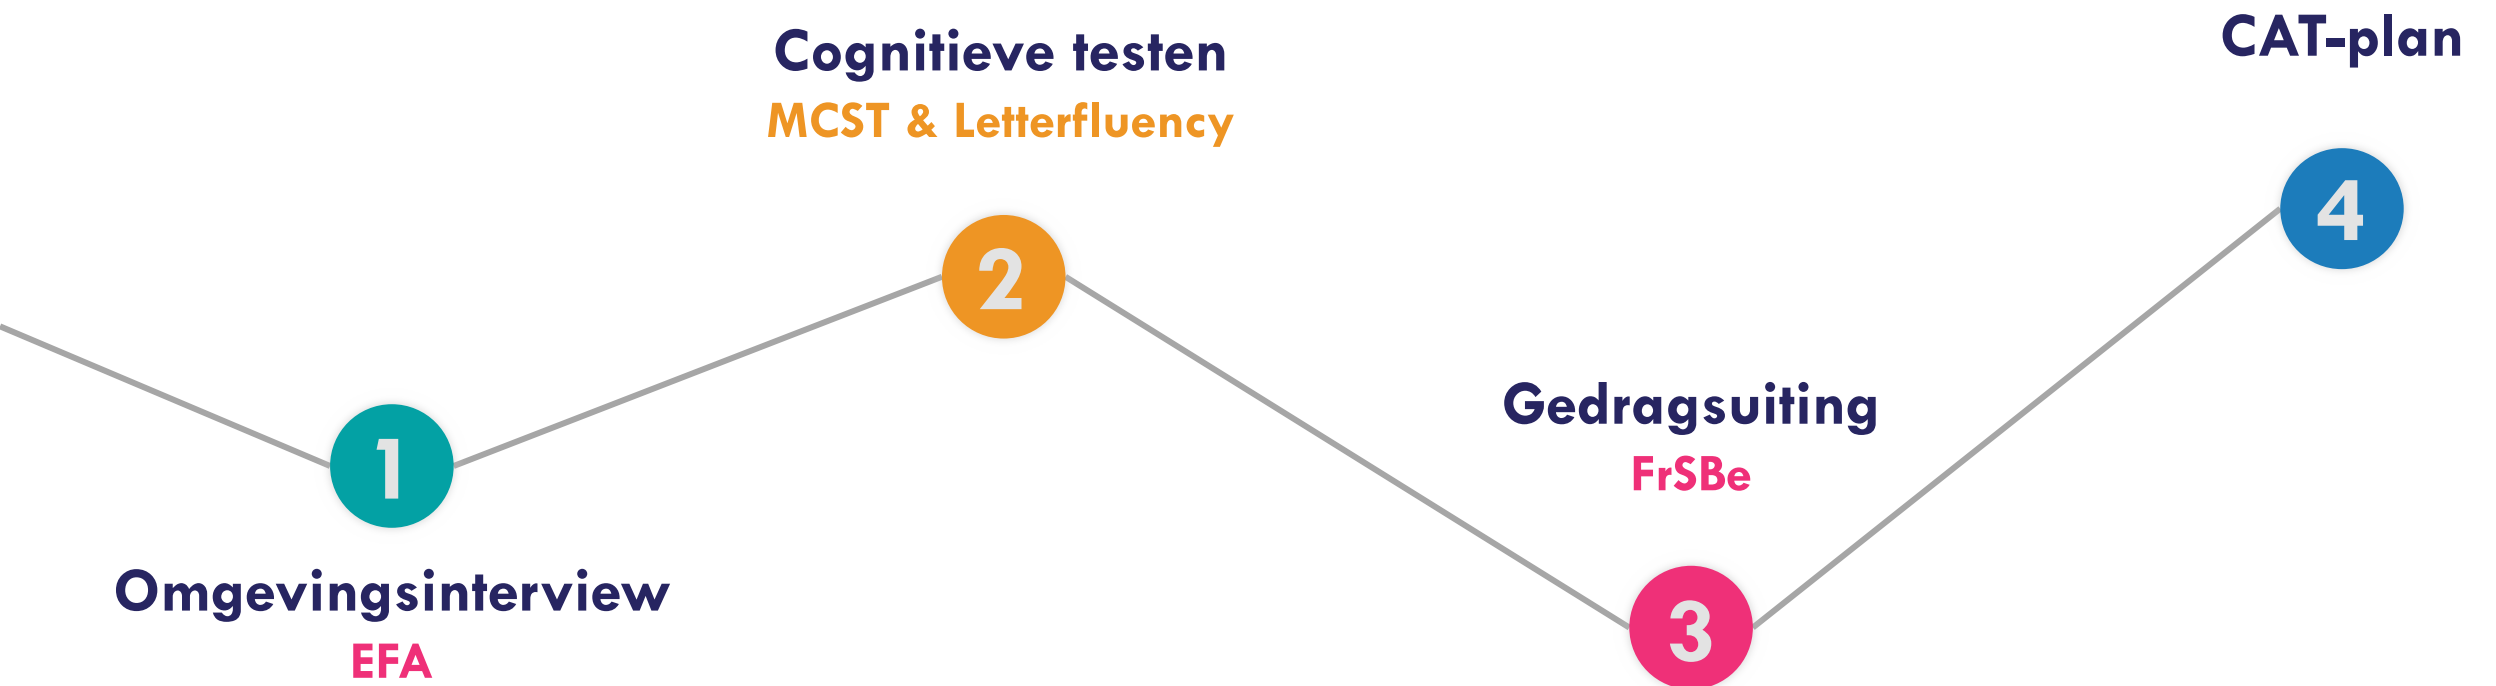 1
Omgevingsinterview
EFA
Cognitieve testen
MCST & Letterfluency
2
Gedragsuiting
FrSBe
3
CAT-plan
4